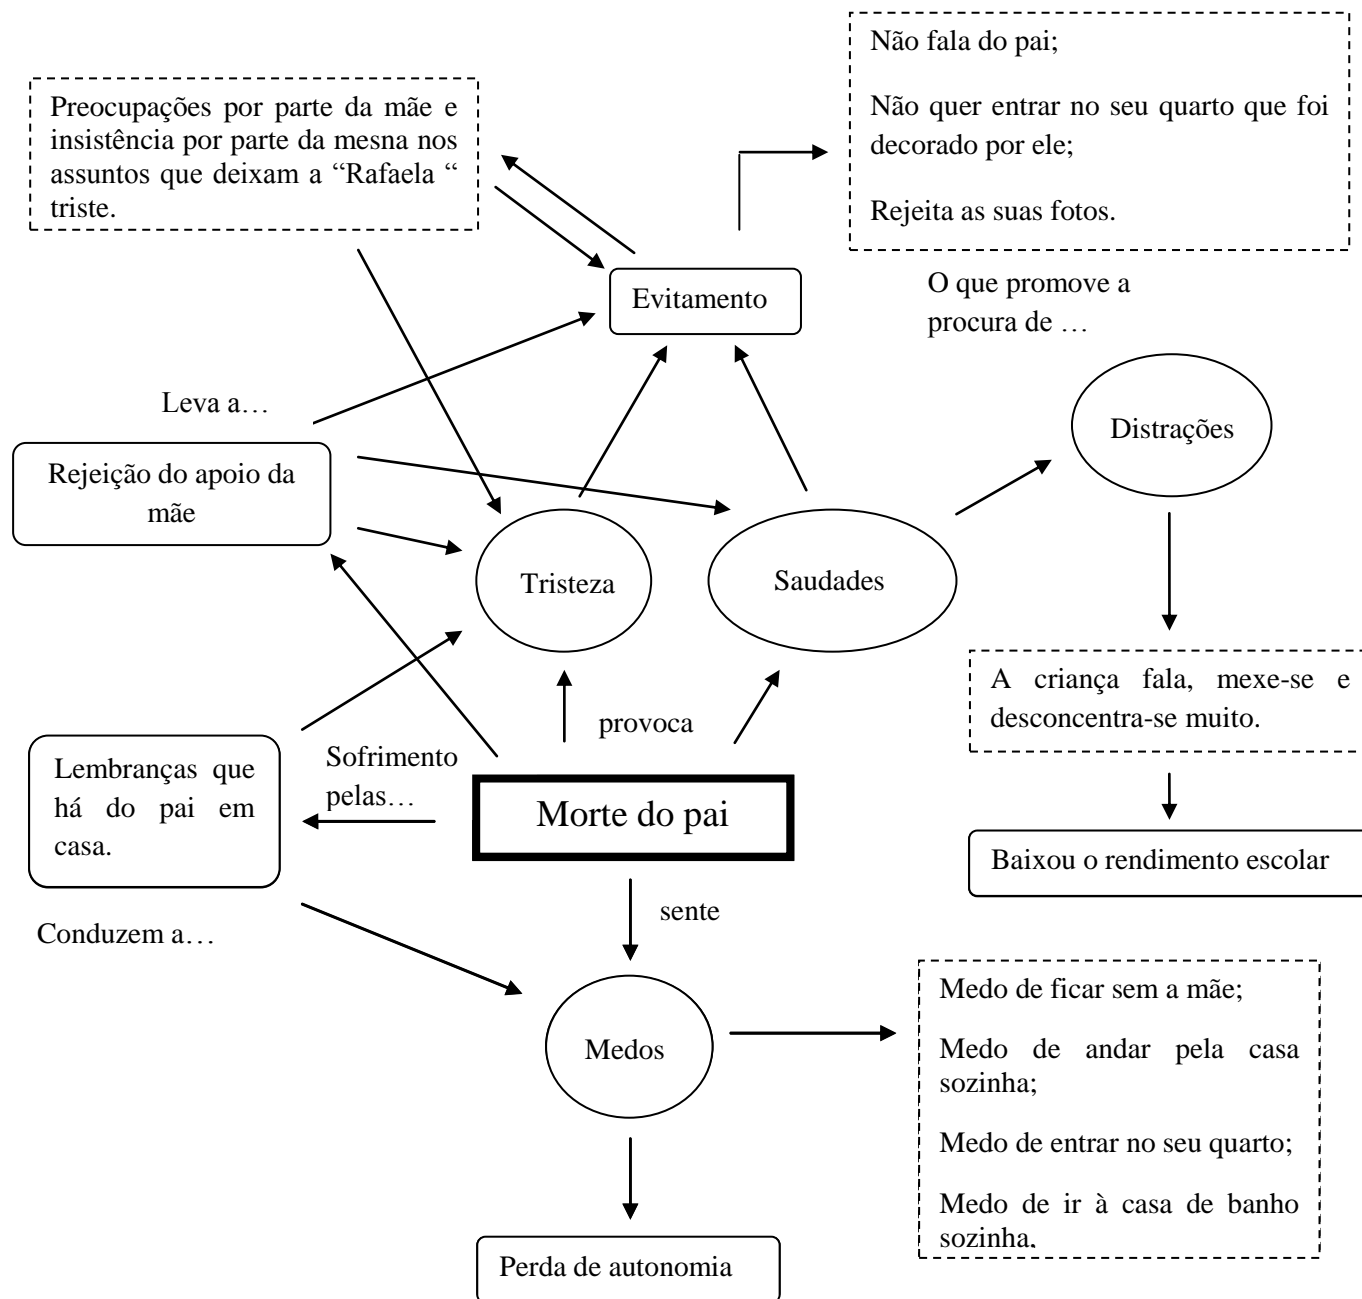 Não fala do pai;
Não quer entrar no seu quarto que foi
decorado por ele;
Rejeita as suas fotos.
Preocupações por parte da mãe e
insistência por parte da mesna nos
assuntos que deixam a “Rafaela “
triste.
Evitamento
O que promove a
procura de …
Leva a…
Distrações
Rejeição do apoio da
mãe
Tristeza
Saudades
A criança fala, mexe-se e
desconcentra-se muito.
provoca
Sofrimento
pelas…
Lembranças que
há do pai em
casa.
Morte do pai
Baixou o rendimento escolar
sente
Conduzem a…
Medos
Medo de ficar sem a mãe;
Medo de andar pela casa
sozinha;
Medo de entrar no seu quarto;
Medo de ir à casa de banho
sozinha.
Perda de autonomia